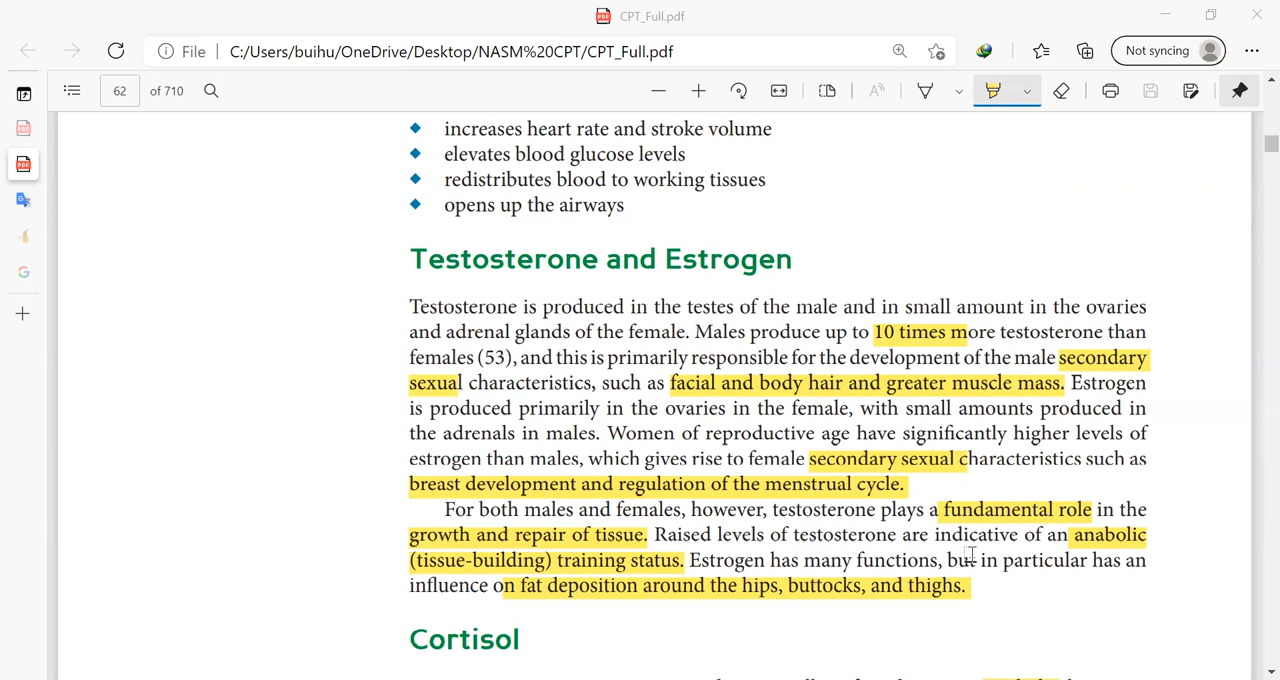 CPT_Full.pdf
File
C:/Users/buihu/OneDrive/Desktop/NASM%20CPT/CPT_Full.pdf
Not syncing
62 of 710
increases heart rate and stroke volume
elevates blood glucose levels
redistributes blood to working tissues
opens up the airways
Testosterone and Estrogen
Testosterone is produced in the testes of the male and in small amount in the ovaries
and adrenal glands of the female. Males produce up to 10 times more testosterone than
females (53), and this is primarily responsible for the development of the male secondary
sexual characteristics, such as facial and body hair and greater muscle mass. Estrogen
is produced primarily in the ovaries in the female, with small amounts produced in
the adrenals in males. Women of reproductive age have significantly higher levels of
estrogen than males, which gives rise to female secondary sexual characteristics such as
breast development and regulation of the menstrual cycle.
For both males and females, however, testosterone plays a fundamental role in the
growth and repair of tissue. Raised levels of testosterone are indicative of an anabolic
(tissue-building) training status. Estrogen has many functions, but in particular has an
influence on fat deposition around the hips, buttocks, and thighs.
Cortisol